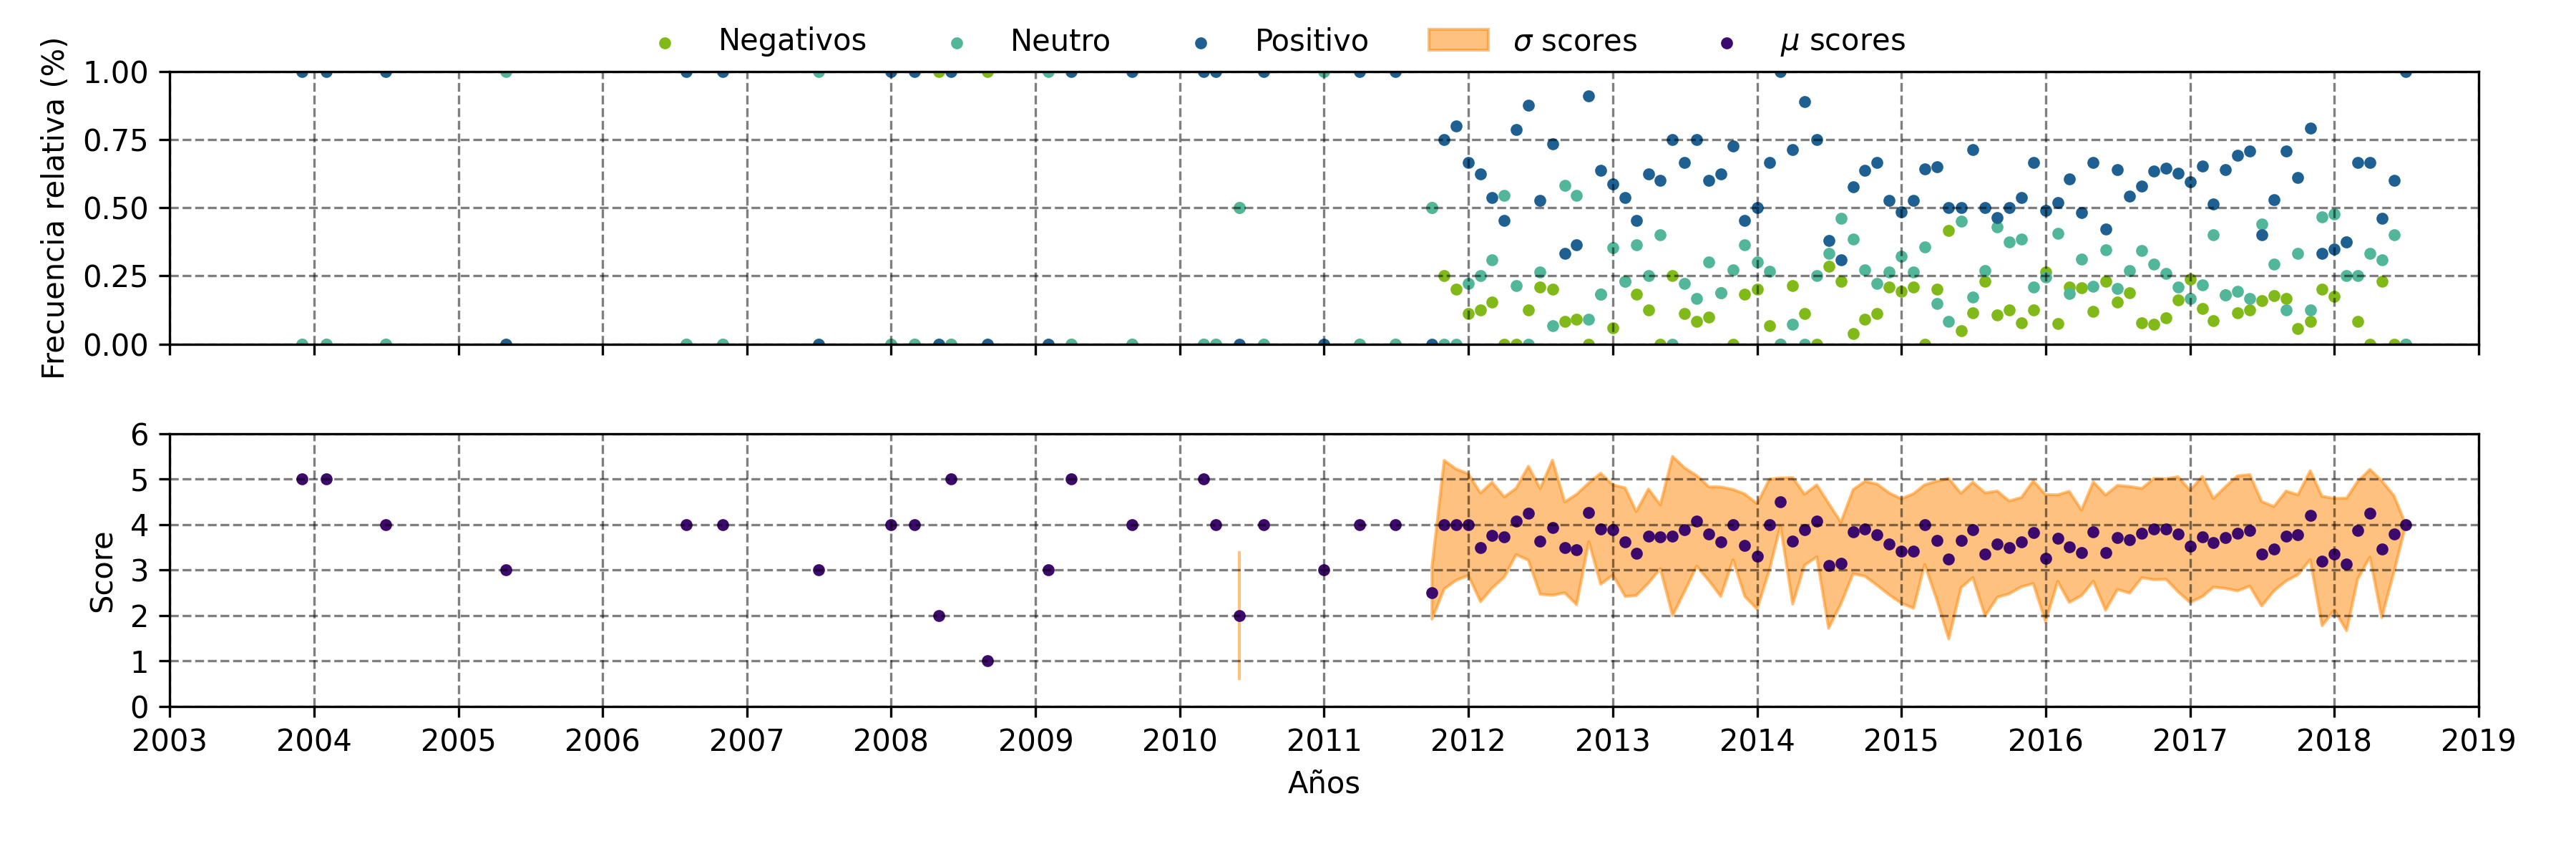 Negativos Neutro Positivo σ scores μ scores
Frecuencia relativa (%)
1.00
0.75
0.50
0.25
0.00
Score
6
5
4
3
2
1
0
2003 2004 2005 2006 2007 2008 2009 2010 2011 2012 2013 2014 2015 2016 2017 2018 2019
Años